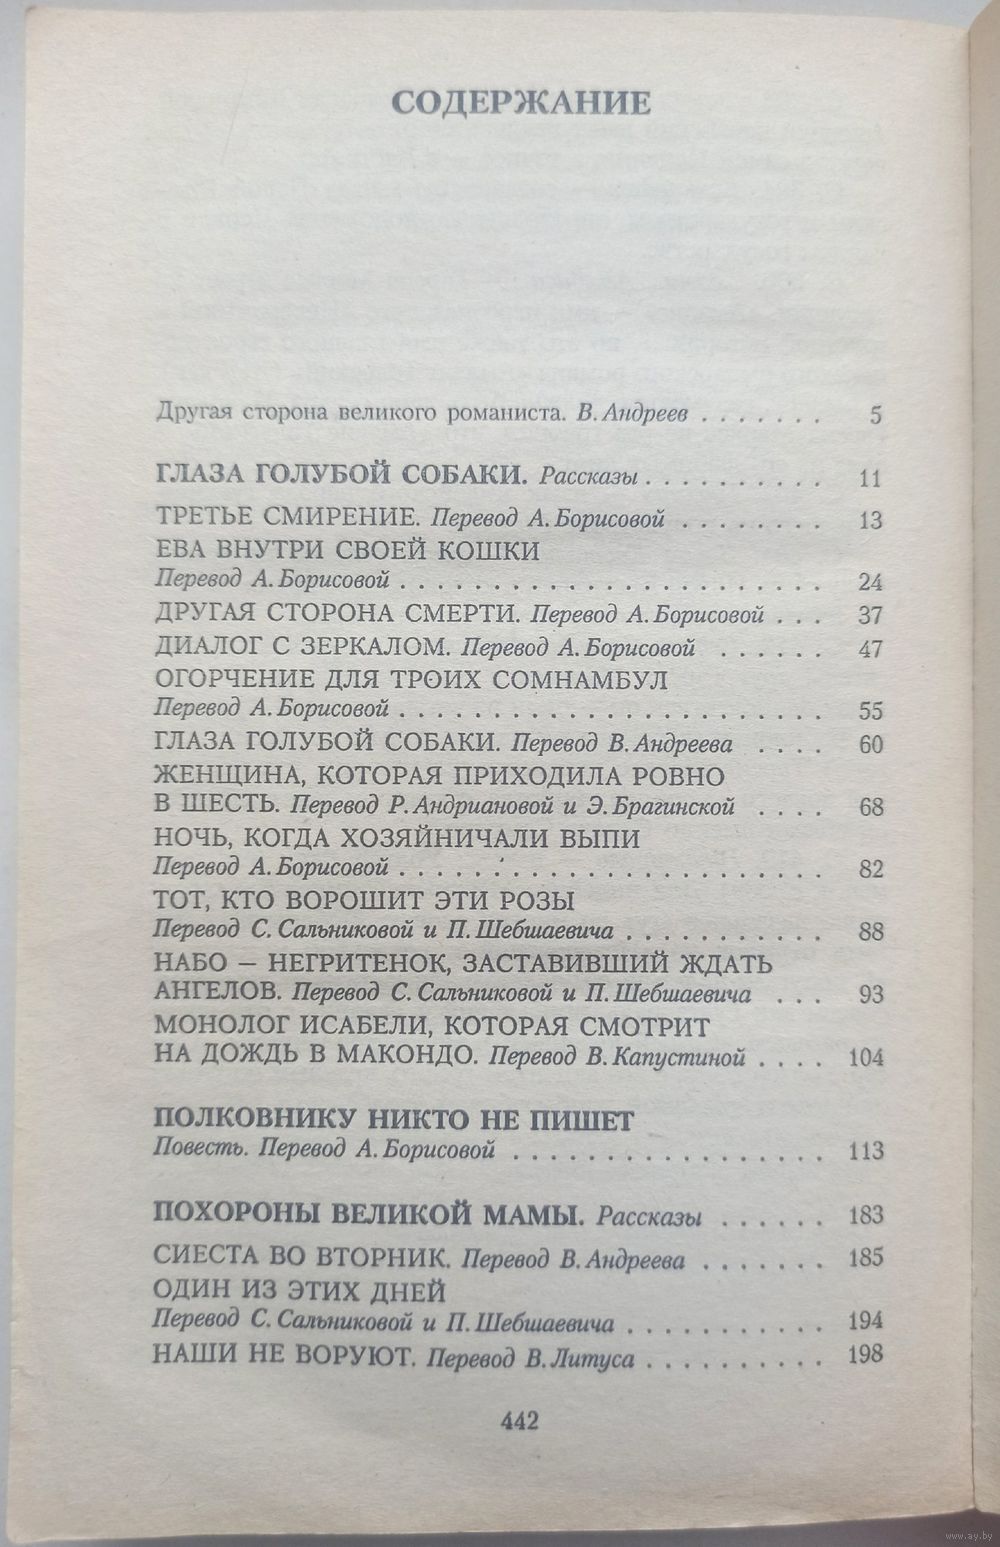 СОДЕРЖАНИЕ
Другая сторона великого романиста. В. Андреев . . . . . . . 5
ГЛАЗА ГОЛУБОЙ СОБАКИ. Рассказы . . . . . . . . . . 11
ТРЕТЬЕ СМИРЕНИЕ. Перевод А. Борисовой . . . . . . . . 13
ЕВА ВНУТРИ СВОЕЙ КОШКИ
Перевод А. Борисовой . . . . . . . . . . . . . . . . . . . . . . . 24
ДРУГАЯ СТОРОНА СМЕРТИ. Перевод А. Борисовой . . . 37
ДИАЛОГ С ЗЕРКАЛОМ. Перевод А. Борисовой . . . . . . 47
ОГОРЧЕНИЕ ДЛЯ ТРОИХ СОМНАМБУЛ
Перевод А. Борисовой . . . . . . . . . . . . . . . . . . . . . . . 55
ГЛАЗА ГОЛУБОЙ СОБАКИ. Перевод В. Андреева . . . . 60
ЖЕНЩИНА, КОТОРАЯ ПРИХОДИЛА РОВНО
В ШЕСТЬ. Перевод Р. Андриановой и Э. Брагинской . . . . 68
НОЧЬ, КОГДА ХОЗЯЙНИЧАЛИ ВЫПИ
Перевод А. Борисовой . . . . . . . . . . . . . . . . . . . . . . . 82
ТОТ, КТО ВОРОШИТ ЭТИ РОЗЫ
Перевод С. Сальниковой и П. Шебшаевича . . . . . . . . . . . 88
НАБО – НЕГРИТЕНОК, ЗАСТАВИВШИЙ ЖДАТЬ
АНГЕЛОВ. Перевод С. Сальниковой и П. Шебшаевича . . . 93
МОНОЛОГ ИСАБЕЛИ, КОТОРАЯ СМОТРИТ
НА ДОЖДЬ В МАКОНДО. Перевод В. Капустиной . . . . 104
ПОЛКОВНИКУ НИКТО НЕ ПИШЕТ
Повесть. Перевод А. Борисовой . . . . . . . . . . . . . . . . . 113
ПОХОРОНЫ ВЕЛИКОЙ МАМЫ. Рассказы . . . . . . 183
СИЕСТА ВО ВТОРНИК. Перевод В. Андреева . . . . . . . 185
ОДИН ИЗ ЭТИХ ДНЕЙ
Перевод С. Сальниковой и П. Шебшаевича . . . . . . . . . . . 194
НАШИ НЕ ВОРУЮТ. Перевод В. Литуса . . . . . . . . . . 198
442
www.ay.by